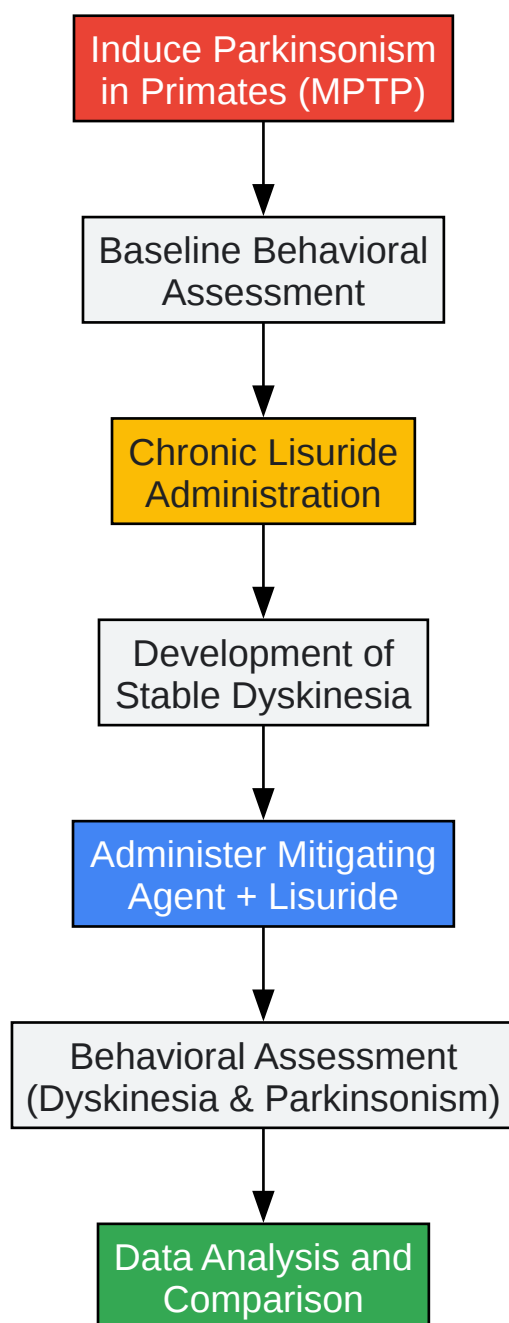 Induce Parkinsonism
in Primates (MPTP)
Baseline Behavioral
Assessment
Chronic Lisuride
Administration
Development of
Stable Dyskinesia
Administer Mitigating
Agent + Lisuride
Behavioral Assessment
(Dyskinesia & Parkinsonism)
Data Analysis and
Comparison